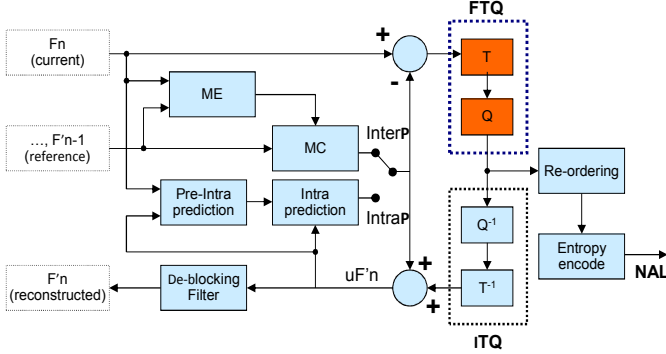 FTQ
Fn
(current)
+
T
-
ME
Q
..., F'n-1
(reference)
MC
InterP
Re-ordering
Pre-Intra
prediction
Intra
prediction
IntraP
Q-1
Entropy
encode
NAL
F'n
(reconstructed)
De-blocking
Filter
uF'n
+
+
T-1
ITQ